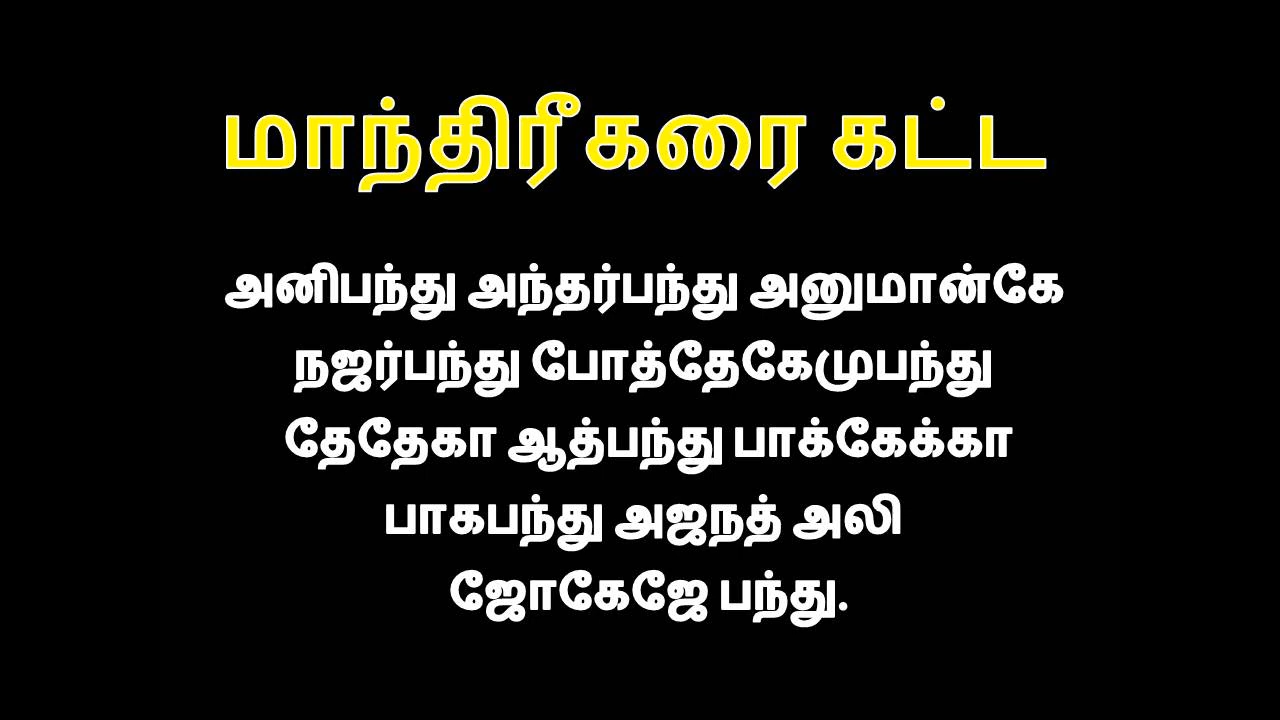 மாந்திரீகரை கட்ட
அனிபந்து அந்தர்பந்து அனுமான்கே
நஜர்பந்து போத்தேகேமுபந்து
தேதேகா ஆத்பந்து பாக்கேக்கா
பாகபந்து அஜநத் அலி
ஜோகேஜே பந்து.